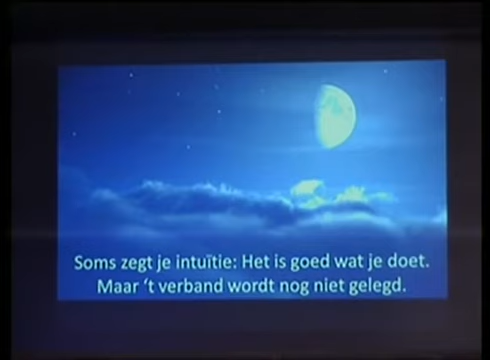 Soms zegt je intuïtie: Het is goed wat je doet.
Maar ‘t verband wordt nog niet gelegd.